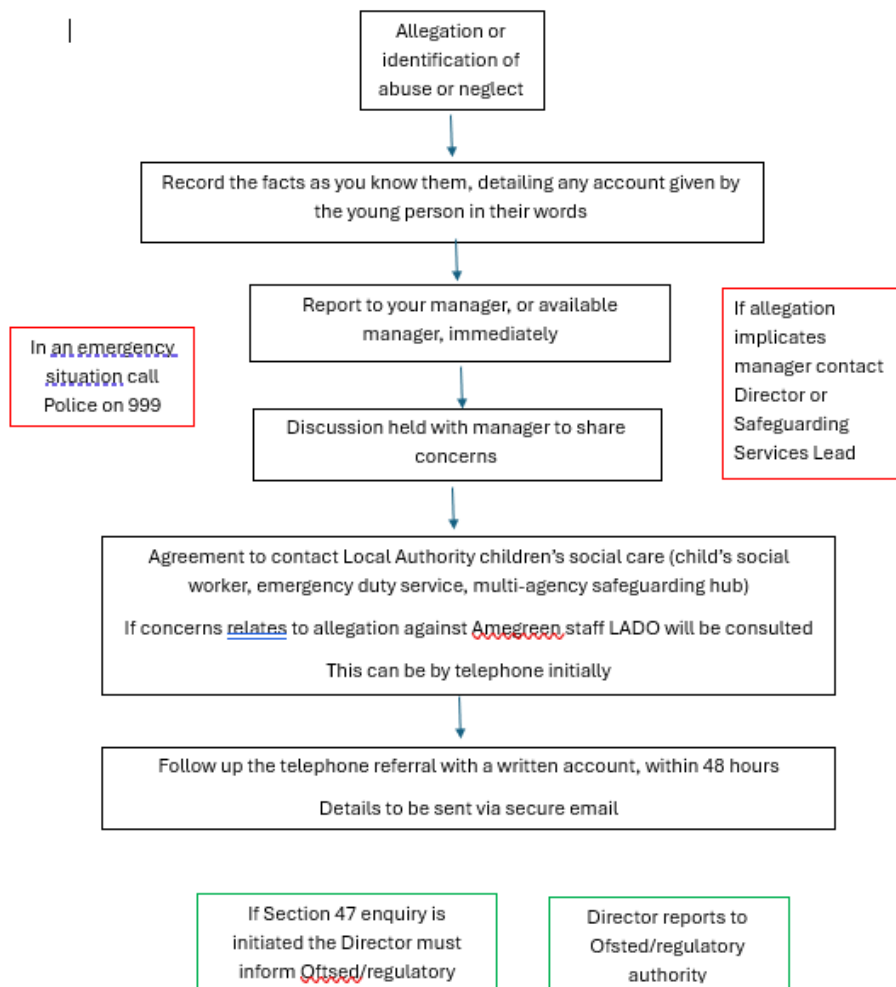 Allegation or
identification of
abuse or neglect
Record the facts as you know them, detailing any account given by
the young person in their words
Report to your manager, or available
manager, immediately
If allegation
implicates
manager contact
Director or
Safeguarding
Services Lead
In an emergency
situation call
Police on 999
Discussion held with manager to share
concerns
Agreement to contact Local Authority children’s social care (child’s social
worker, emergency duty service, multi-agency safeguarding hub)
If concerns relates to allegation against Amegreen staff LADO will be consulted
This can be by telephone initially
Follow up the telephone referral with a written account, within 48 hours
Details to be sent via secure email
If Section 47 enquiry is
initiated the Director must
inform Oftsed/regulatory
Director reports to
Ofsted/regulatory
authority